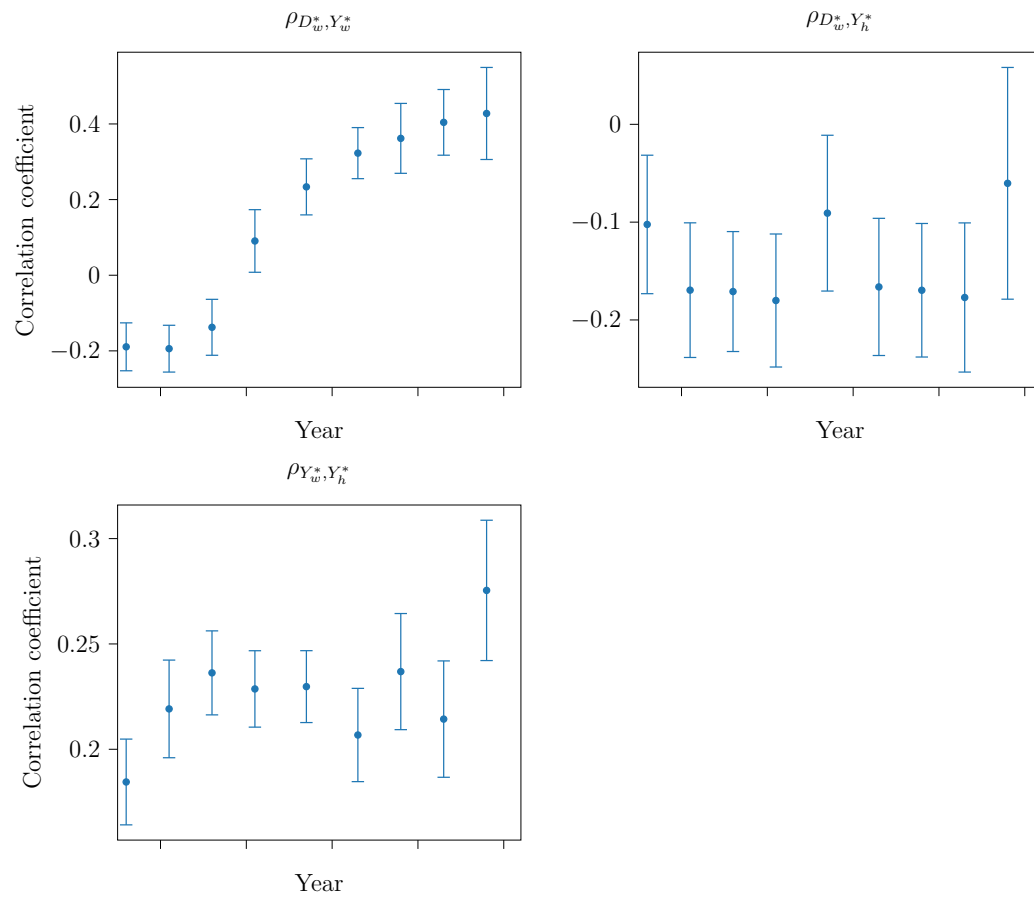 ρ_{D_w^*,Y_w^*}
Correlation coefficient
0.4
0.2
0
−0.2
Year
ρ_{D_w^*,Y_h^*}
0
−0.1
−0.2
Year
ρ_{Y_w^*,Y_h^*}
Correlation coefficient
0.3
0.25
0.2
Year